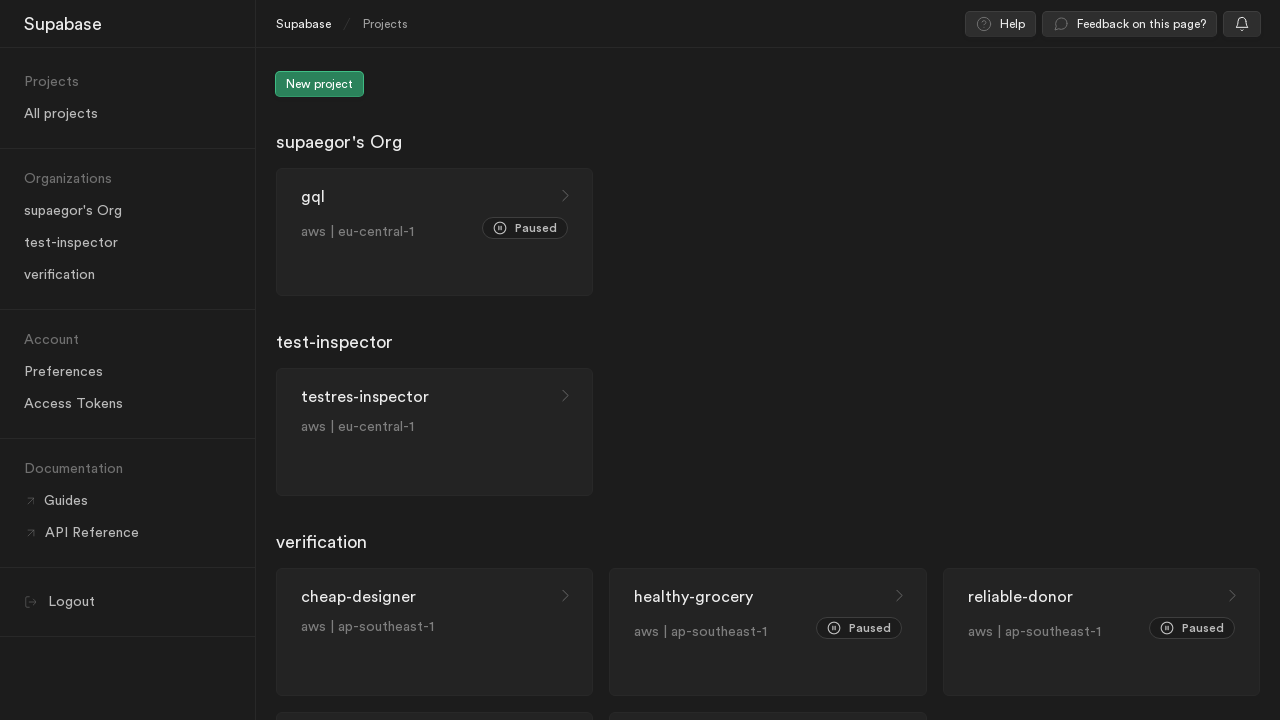 Supabase
Supabase / Projects
Help
Feedback on this page?
Projects
All projects
Organizations
supaegor's Org
test-inspector
verification
Account
Preferences
Access Tokens
Documentation
Guides
API Reference
Logout
New project
supaegor's Org
gql
aws | eu-central-1
Paused
test-inspector
testres-inspector
aws | eu-central-1
verification
cheap-designer
aws | ap-southeast-1
healthy-grocery
aws | ap-southeast-1
Paused
reliable-donor
aws | ap-southeast-1
Paused